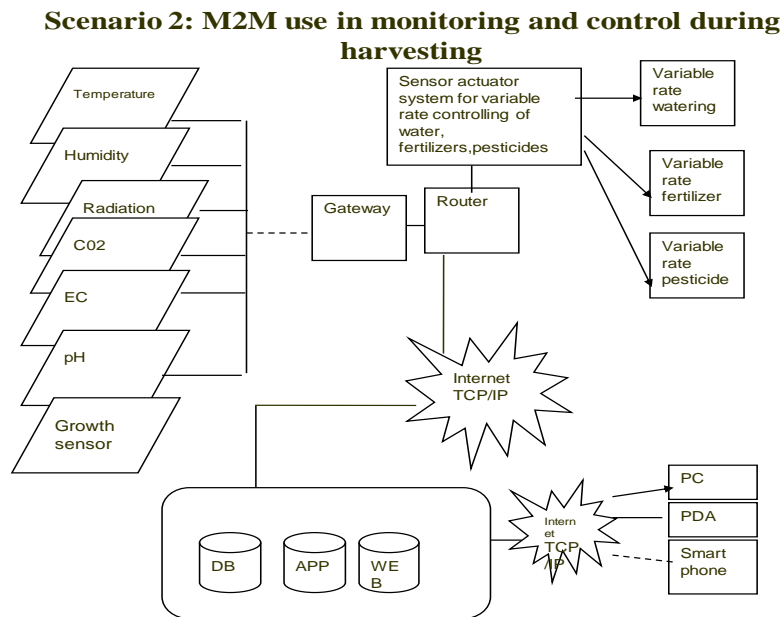 Scenario 2: M2M use in monitoring and control during
harvesting
Temperature
Humidity
Radiation
C02
EC
pH
Growth
sensor
Gateway
Router
Sensor actuator
system for variable
rate controlling of
water,
fertilizers,pesticides
Variable
rate
watering
Variable
rate
fertilizer
Variable
rate
pesticide
Internet
TCP/IP
DB
APP
WE
B
Intern
et
TCP
/IP
PC
PDA
Smart
phone